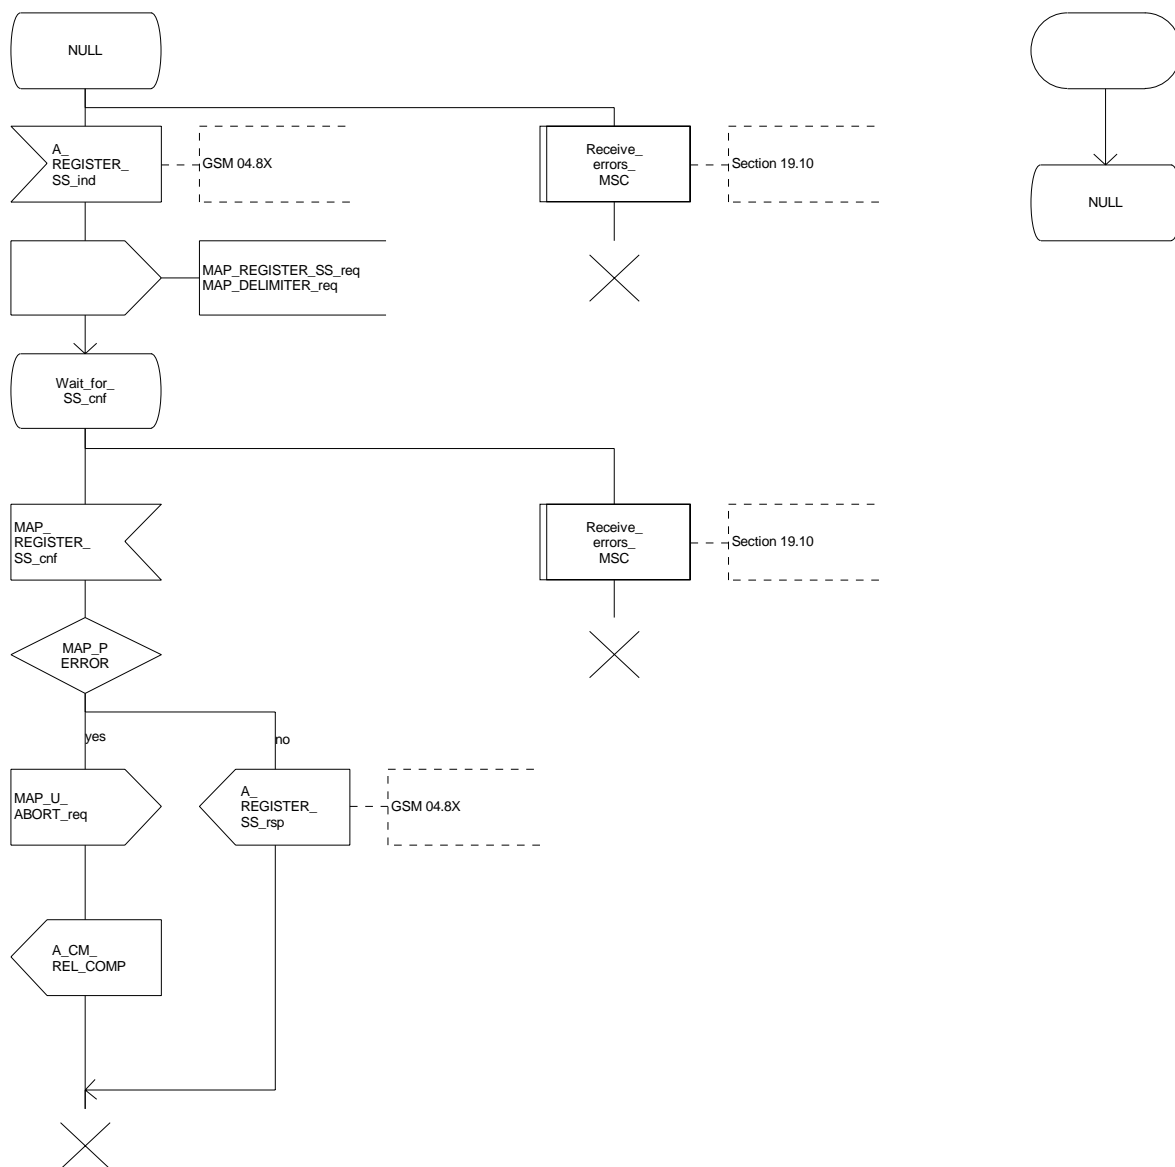 NULL
A_
REGISTER_
SS_ind
GSM 04.8X
Receive_
errors_
MSC
Section 19.10
NULL
MAP_REGISTER_SS_req
MAP_DELIMITER_req
Wait_for_
SS_cnf
MAP_
REGISTER_
SS_cnf
Receive_
errors_
MSC
Section 19.10
MAP_P
ERROR
yes
no
MAP_U_
ABORT_req
A_
REGISTER_
SS_rsp
GSM 04.8X
A_CM_
REL_COMP